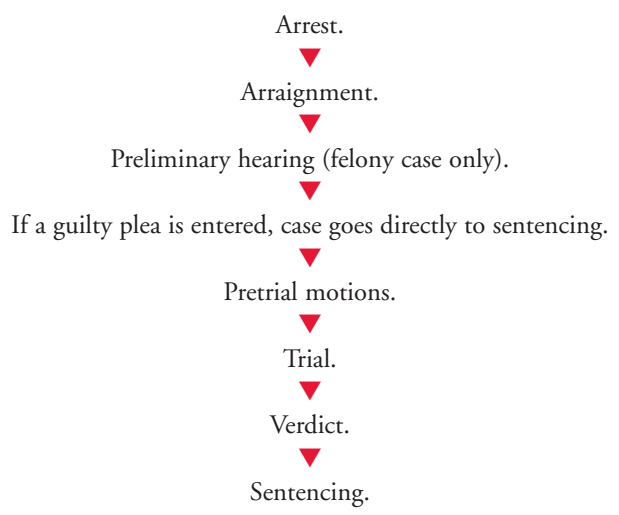 Arrest.
Arraignment.
Preliminary hearing (felony case only).
If a guilty plea is entered, case goes directly to sentencing.
Pretrial motions.
Trial.
Verdict.
Sentencing.